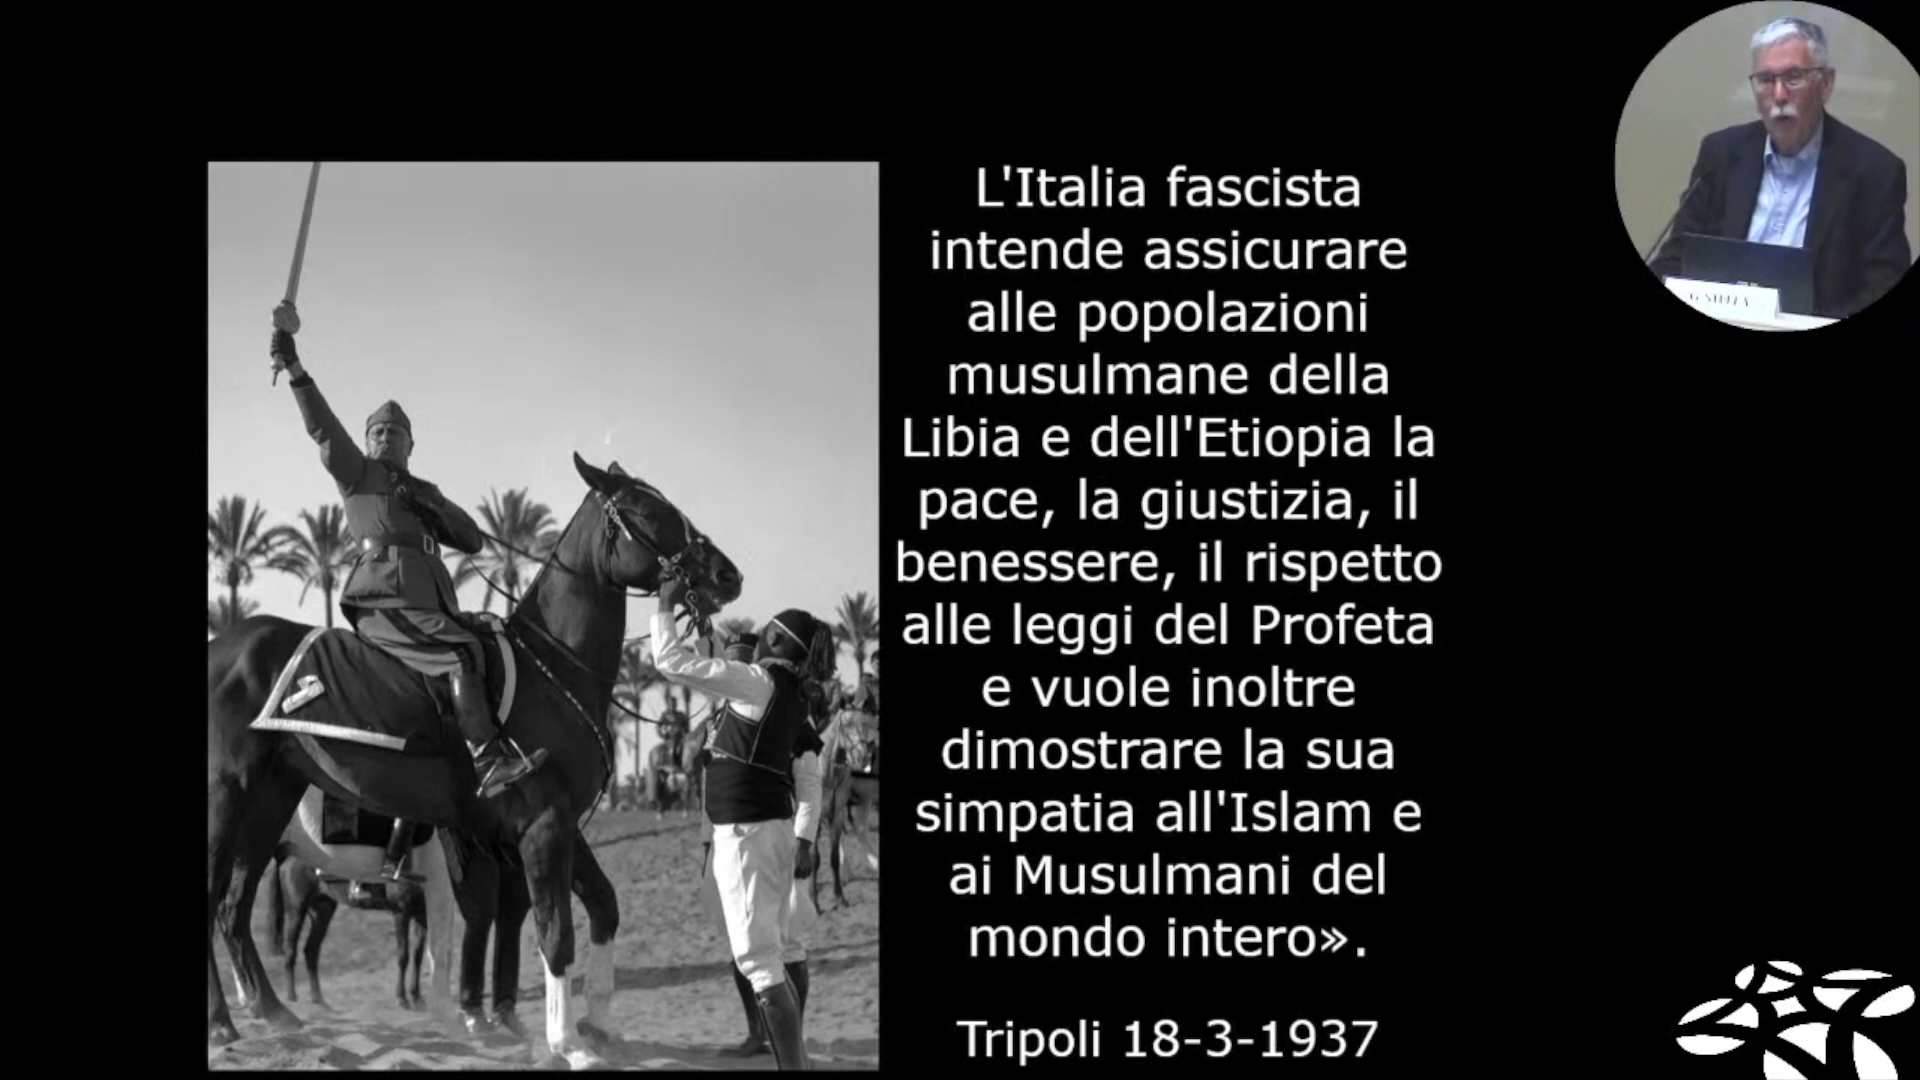 L'Italia fascista
intende assicurare
alle popolazioni
musulmane della
Libia e dell'Etiopia la
pace, la giustizia, il
benessere, il rispetto
alle leggi del Profeta
e vuole inoltre
dimostrare la sua
simpatia all'Islam e
ai Musulmani del
mondo intero».
Tripoli 18-3-1937